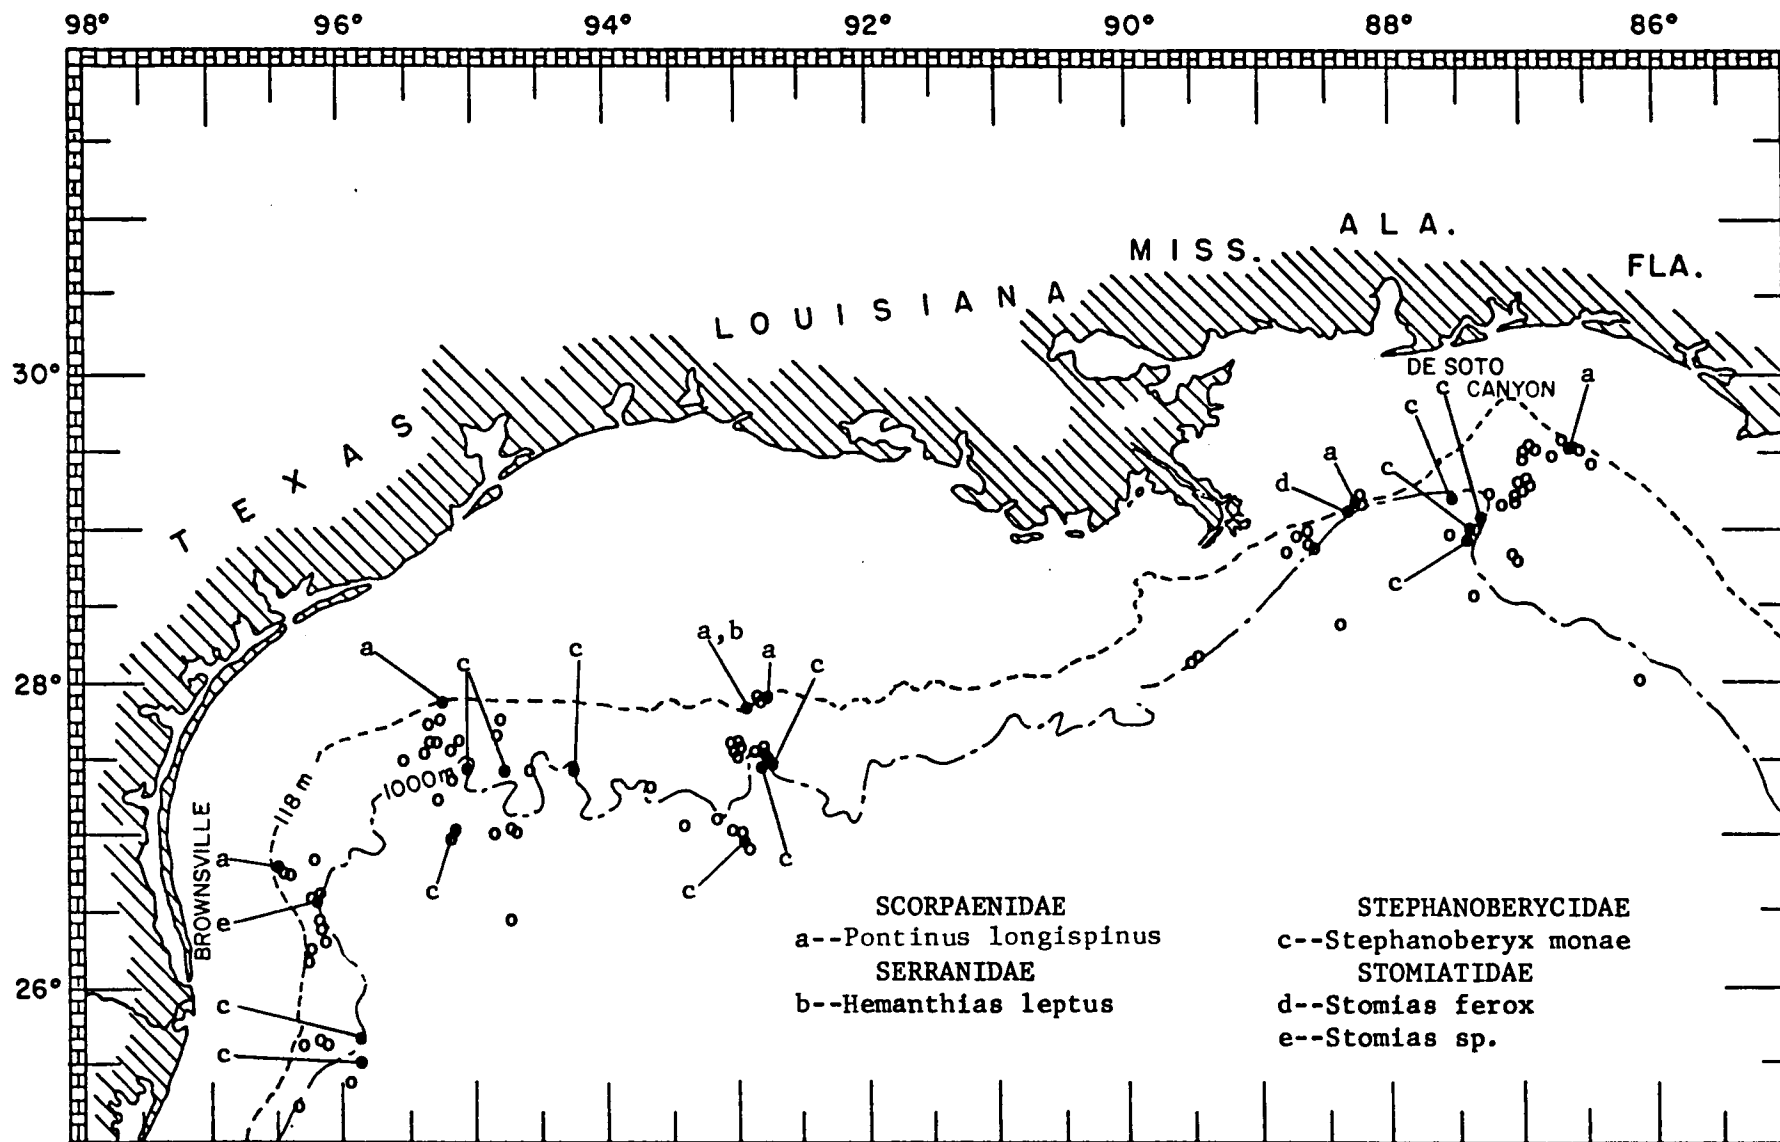 98° 96° 94° 92° 90° 88° 86°
A L A.
M I S S.
FLA.
L O U I S I A N A
30°
DE SOTO
c CANYON
a
c
T E X A S
a
c
d
c
a,b
a
c
c
a
c
28°
1000m
118 m
BROWNSVILLE
a
c
c
c
e
SCORPAENIDAE
a--Pontinus longispinus
SERRANIDAE
b--Hemanthias leptus
STEPHANOBERYCIDAE
c--Stephanoberyx monae
STOMIATIDAE
d--Stomias ferox
e--Stomias sp.
26°
c
c